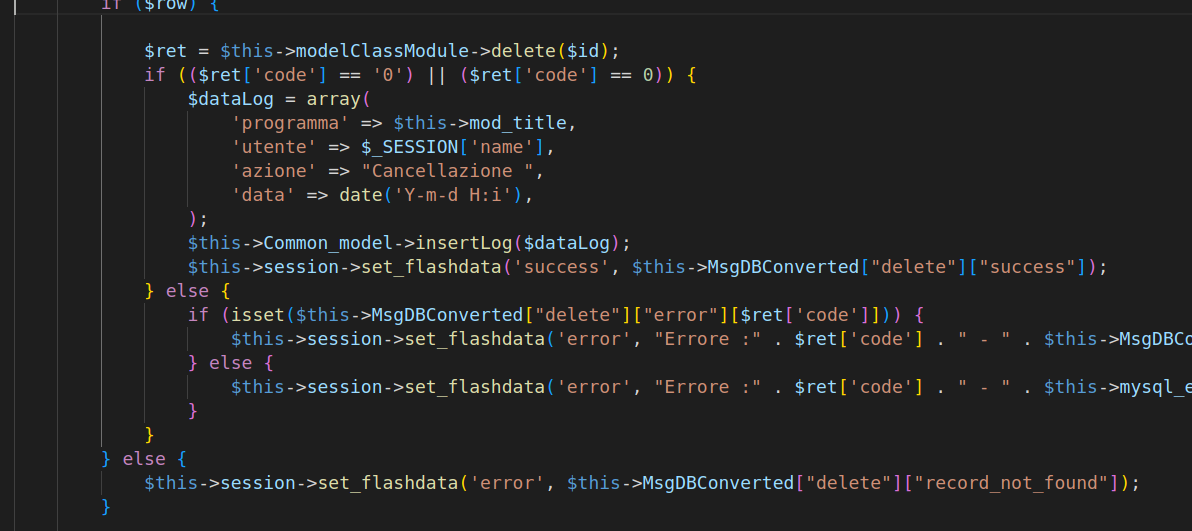 if ($row) {
$ret = $this->modelClassModule->delete($id);
if (($ret['code'] == '0') || ($ret['code'] == 0)) {
$dataLog = array(
'programma' => $this->mod_title,
'utente' => $_SESSION['name'],
'azione' => "Cancellazione ",
'data' => date('Y-m-d H:i'),
);
$this->Common_model->insertLog($dataLog);
$this->session->set_flashdata('success', $this->MsgDBConverted["delete"]["success"]);
} else {
if (isset($this->MsgDBConverted["delete"]["error"][$ret['code']])) {
$this->session->set_flashdata('error', "Errore :" . $ret['code'] . " - " . $this->MsgDBCo
} else {
$this->session->set_flashdata('error', "Errore :" . $ret['code'] . " - " . $this->mysql_e
}
}
} else {
$this->session->set_flashdata('error', $this->MsgDBConverted["delete"]["record_not_found"]);
}